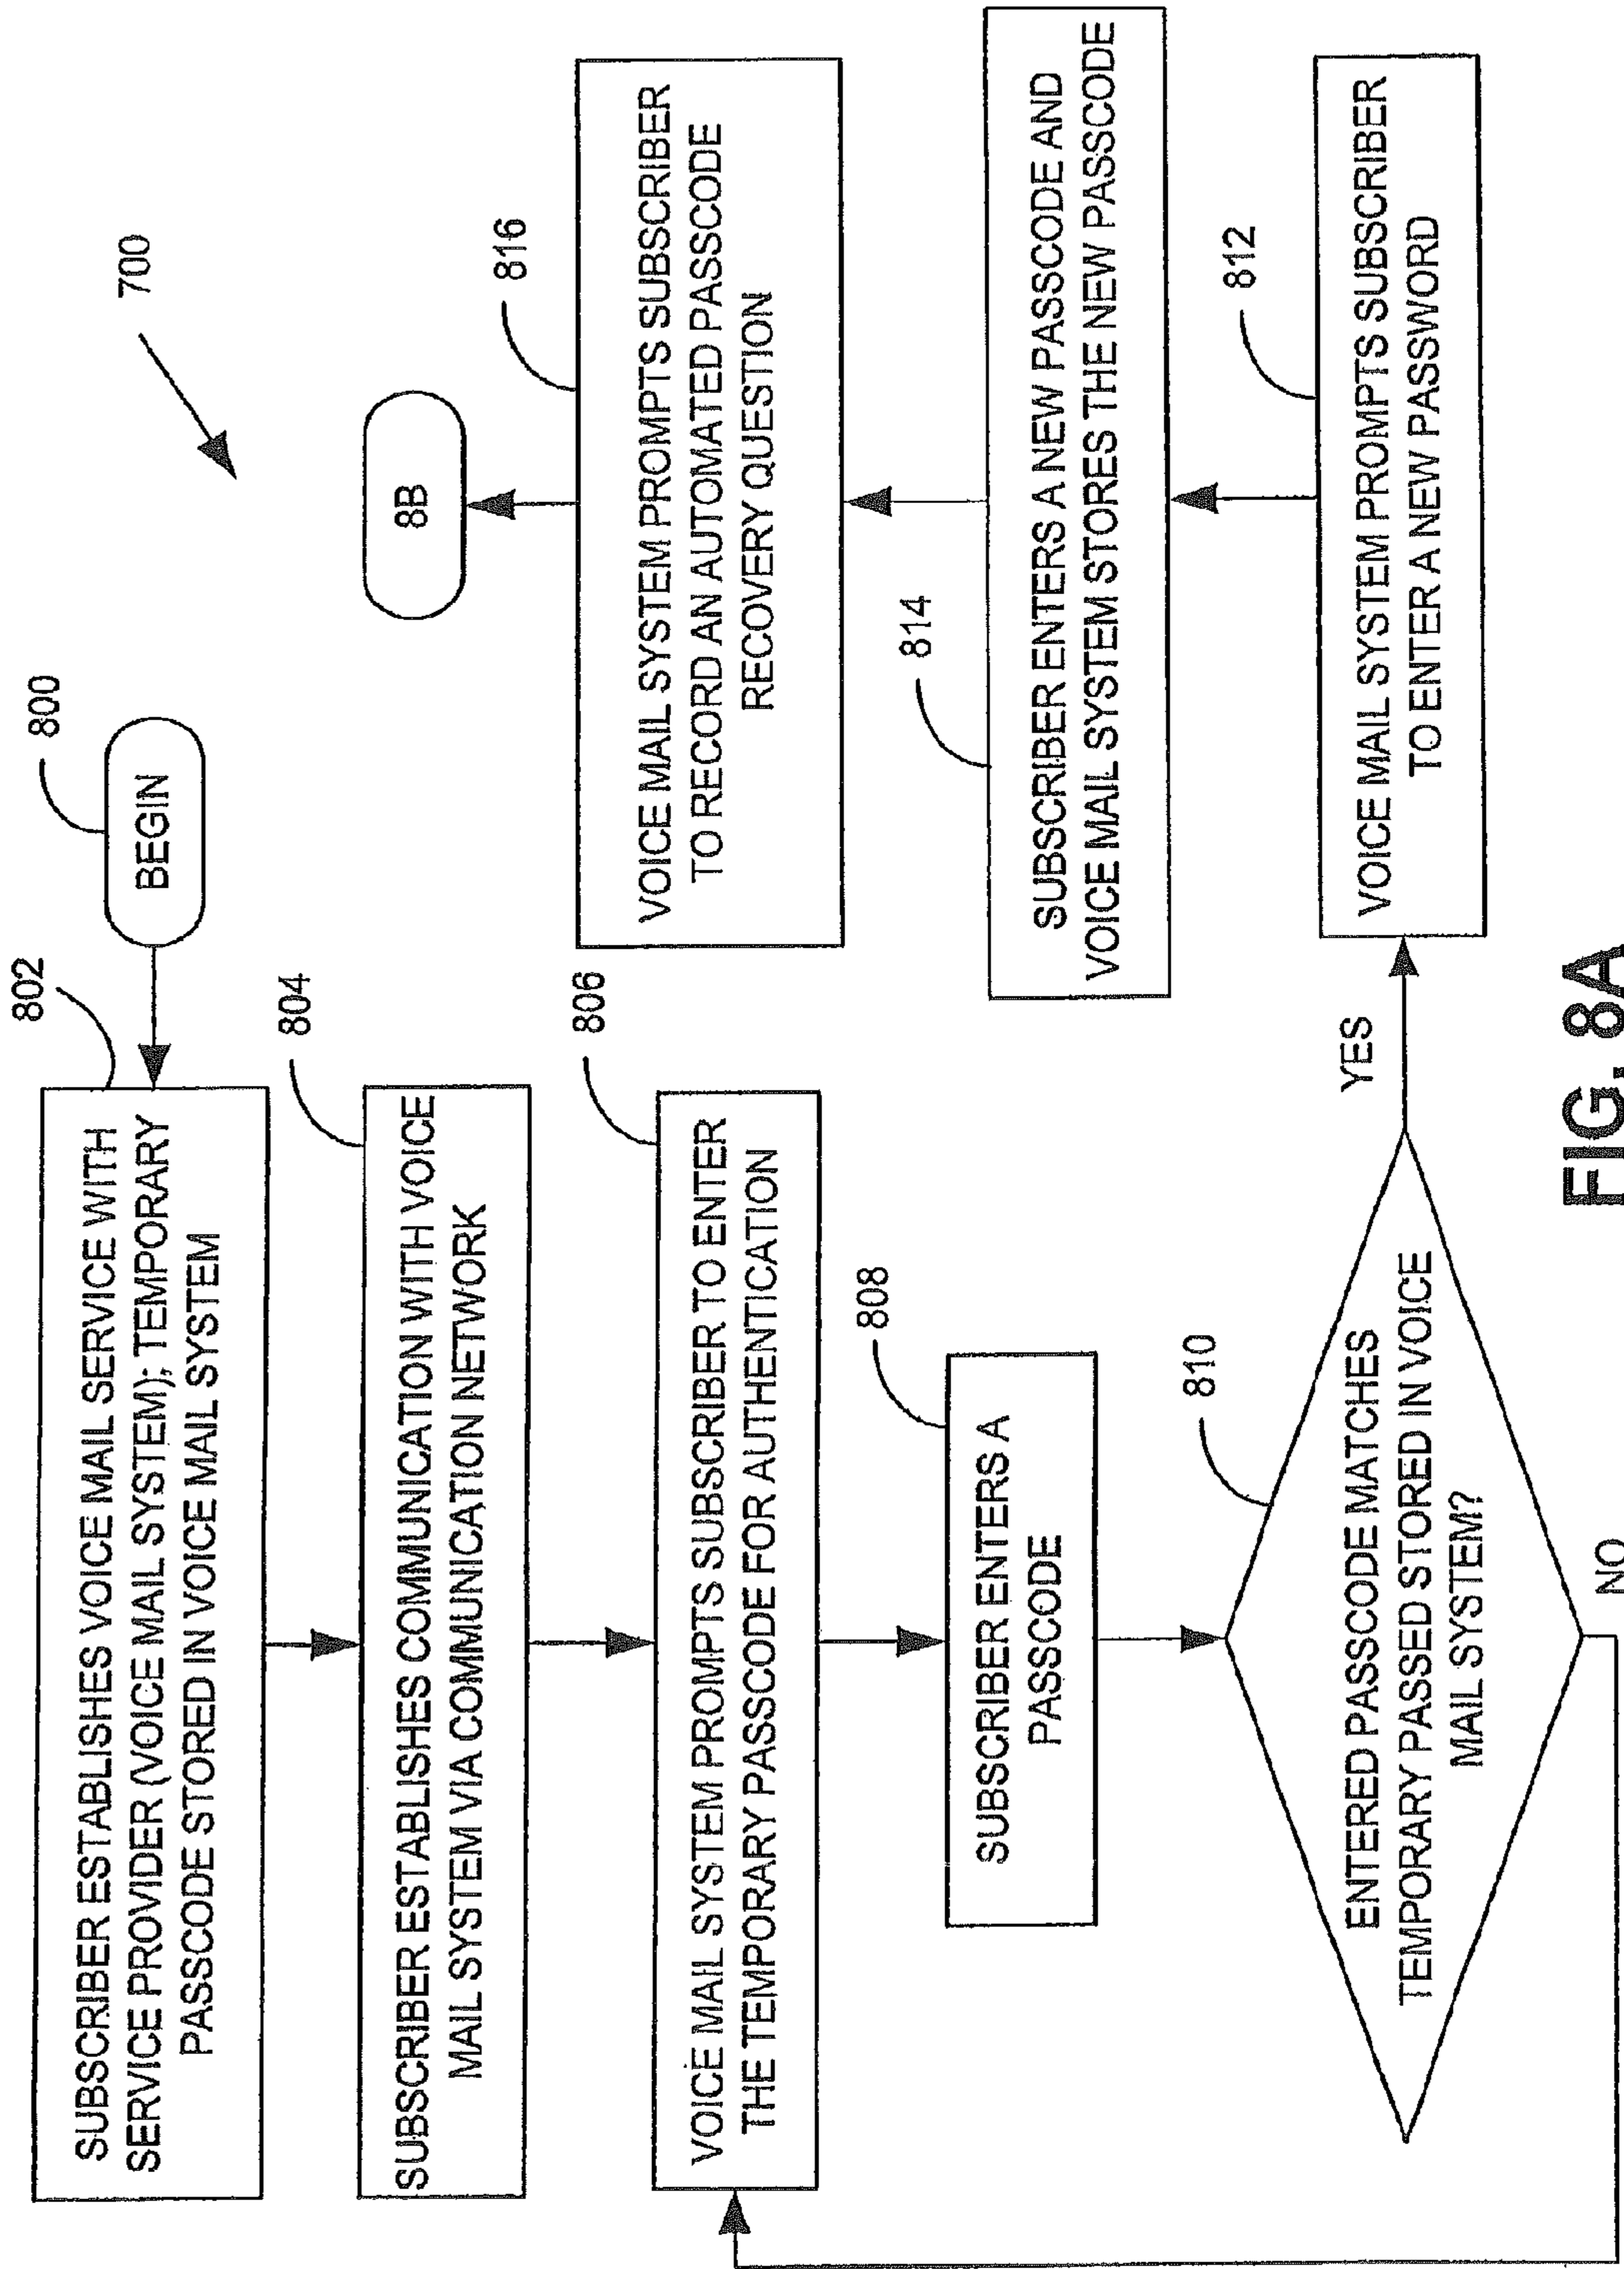 700
800
BEGIN
802
SUBSCRIBER ESTABLISHES VOICE MAIL SERVICE WITH
SERVICE PROVIDER (VOICE MAIL SYSTEM); TEMPORARY
PASSCODE STORED IN VOICE MAIL SYSTEM
804
SUBSCRIBER ESTABLISHES COMMUNICATION WITH VOICE
MAIL SYSTEM VIA COMMUNICATION NETWORK
806
VOICE MAIL SYSTEM PROMPTS SUBSCRIBER TO ENTER
THE TEMPORARY PASSCODE FOR AUTHENTICATION
808
SUBSCRIBER ENTERS A
PASSCODE
810
ENTERED PASSCODE MATCHES
TEMPORARY PASSED STORED IN VOICE
MAIL SYSTEM?
NO
YES
812
VOICE MAIL SYSTEM PROMPTS SUBSCRIBER
TO ENTER A NEW PASSWORD
814
SUBSCRIBER ENTERS A NEW PASSCODE AND
VOICE MAIL SYSTEM STORES THE NEW PASSCODE
816
VOICE MAIL SYSTEM PROMPTS SUBSCRIBER
TO RECORD AN AUTOMATED PASSCODE
RECOVERY QUESTION
8B
FIG. 8A